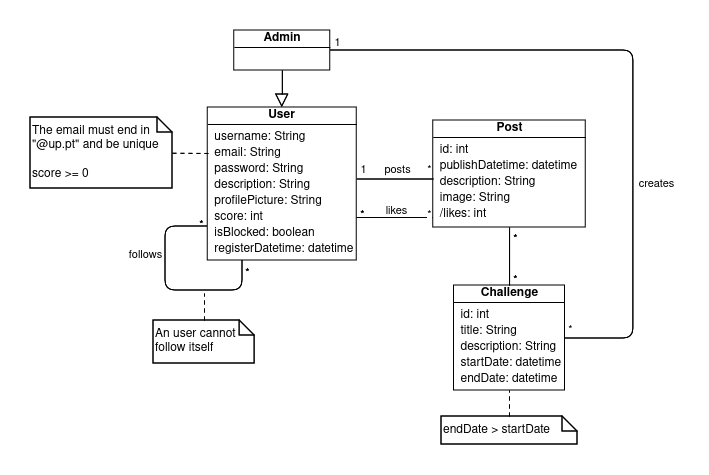 Admin
1
User
username: String
email: String
password: String
description: String
profilePicture: String
score: int
isBlocked: boolean
registerDatetime: datetime
The email must end in
"@up.pt" and be unique
score >= 0
1 posts *
* likes *
Post
id: int
publishDatetime: datetime
description: String
image: String
/likes: int
creates
*
follows
*
An user cannot
follow itself
*
*
Challenge
id: int
title: String
description: String
startDate: datetime
endDate: datetime
*
endDate > startDate